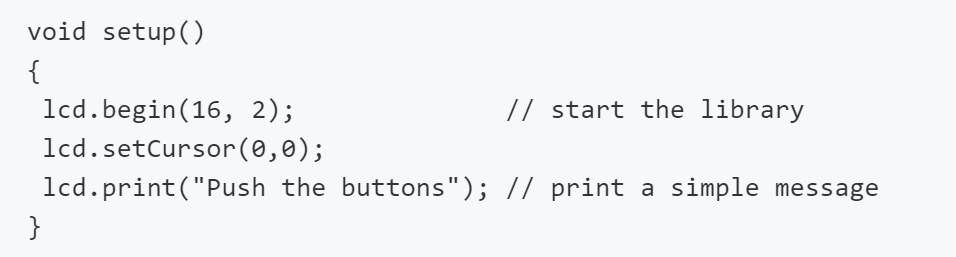 void setup()
{
 lcd.begin(16, 2);              // start the library
 lcd.setCursor(0,0);
 lcd.print("Push the buttons"); // print a simple message
}